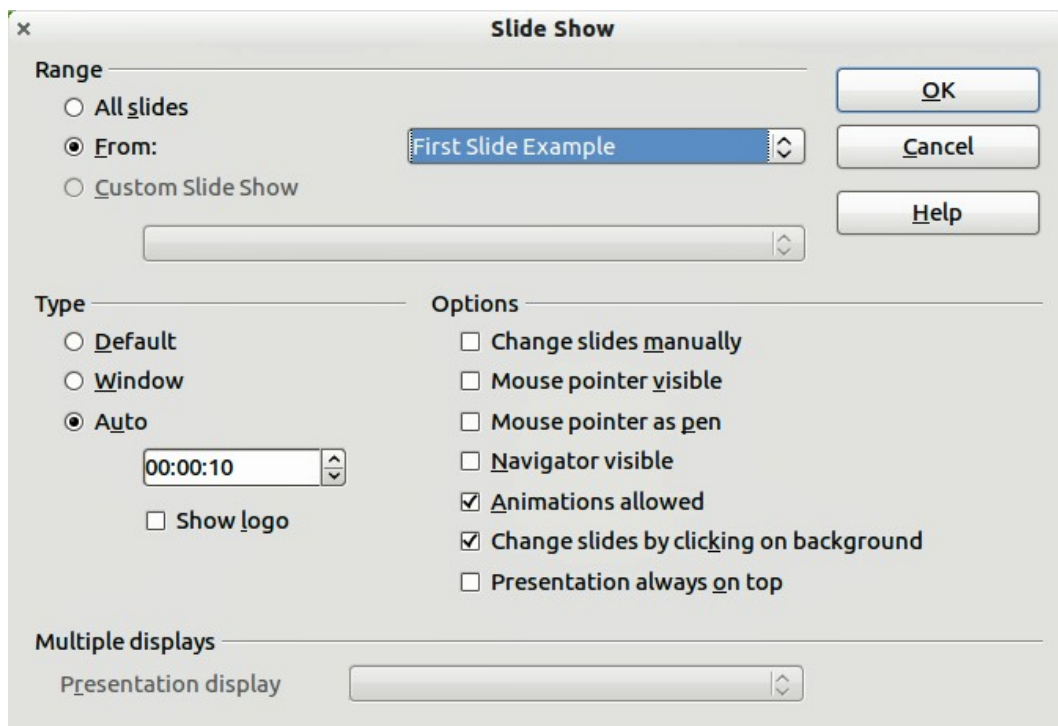 Slide Show
Range
All slides
From: First Slide Example
Custom Slide Show
OK
Cancel
Help
Type
Default
Window
Auto
00:00:10
Show logo
Options
Change slides manually
Mouse pointer visible
Mouse pointer as pen
Navigator visible
Animations allowed
Change slides by clicking on background
Presentation always on top
Multiple displays
Presentation display